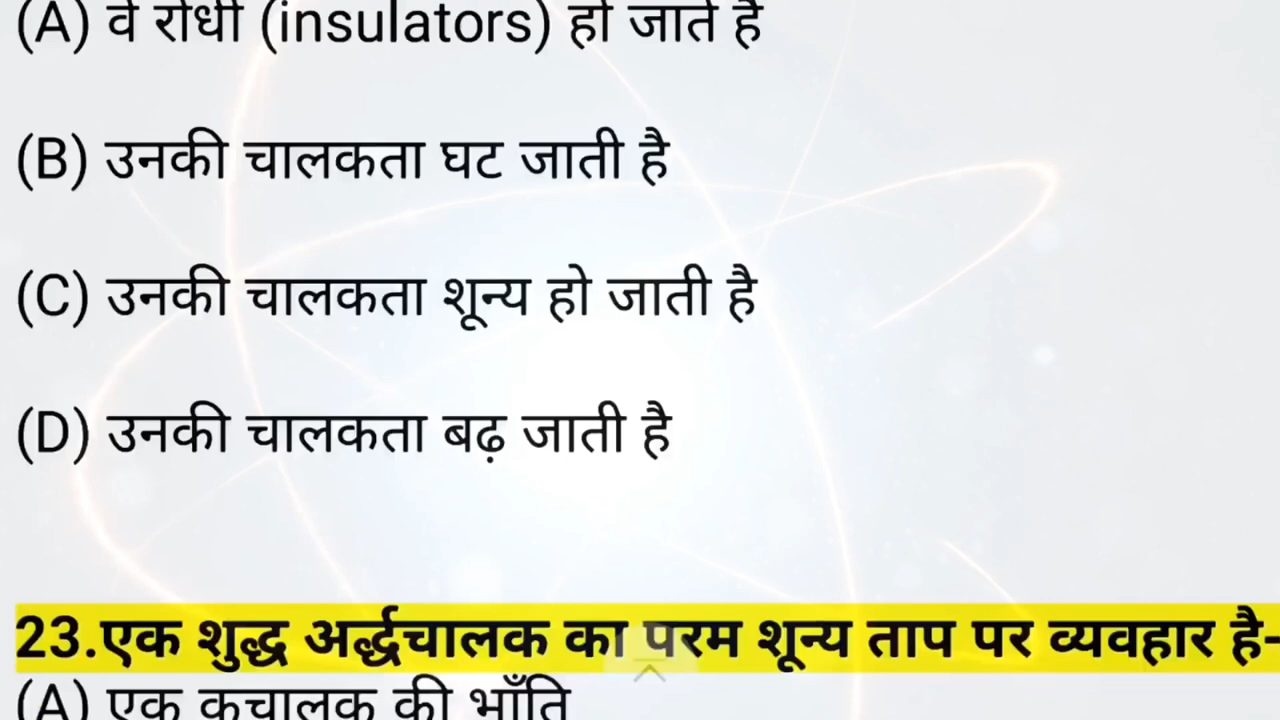 (A) वे रोधी (insulators) हो जाते है
(B) उनकी चालकता घट जाती है
(C) उनकी चालकता शून्य हो जाती है
(D) उनकी चालकता बढ़ जाती है
23.एक शुद्ध अर्द्धचालक का परम शून्य ताप पर व्यवहार है-
(A) एक कुचालक की भाँति